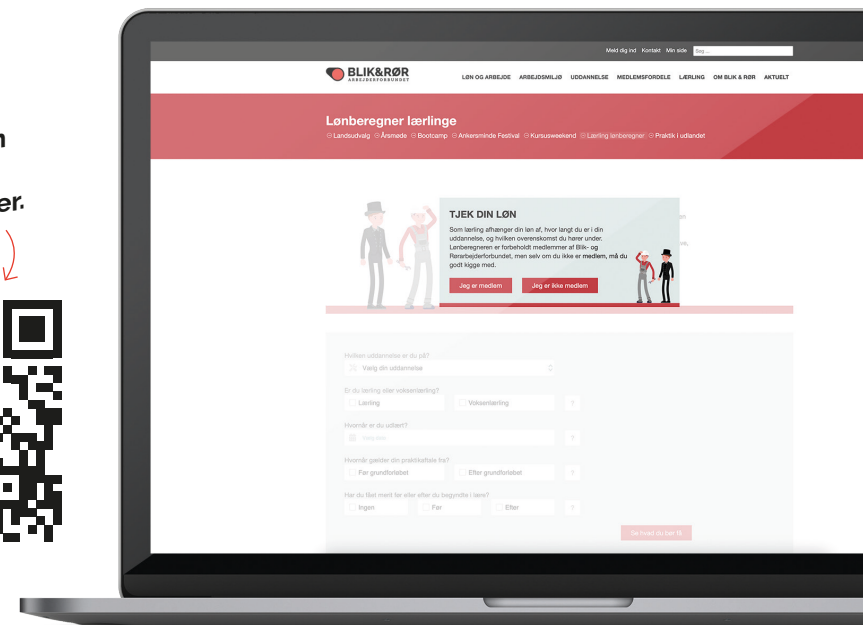 er.
Meld dig ind Kontakt Min side Søg ...
BLIK&RØR
ARBEJDERFORBUNDET
LØN OG ARBEJDE ARBEJDSMILJØ UDDANNELSE MEDLEMSFORDELE LÆRLING OM BLIK & RØR AKTUELT
Lønberegner lærlinge
Landsudvalg Årsmøde Bootcamp Ankersminde Festival Kursusweekend Lærling lønberegner Praktik i udlandet
TJEK DIN LØN
Som lærling afhænger din løn af, hvor langt du er i din
uddannelse, og hvilken overenskomst du hører under.
Lønberegneren er forbeholdt medlemmer af Blik- og
Rørarbejderforbundet, men selv om du ikke er medlem, må du
godt kigge med.
Jeg er medlem Jeg er ikke medlem
Hvilken uddannelse er du på?
Vælg din uddannelse
Er du lærling eller voksenlærling?
Lærling Voksenlærling ?
Hvornår er du udlært?
?
Hvornår gælder din praktikaftale fra?
Før grundforløbet Efter grundforløbet ?
Har du fået merit før eller efter du begyndte i lære?
Ingen Før Efter ?
Se hvad du bør få